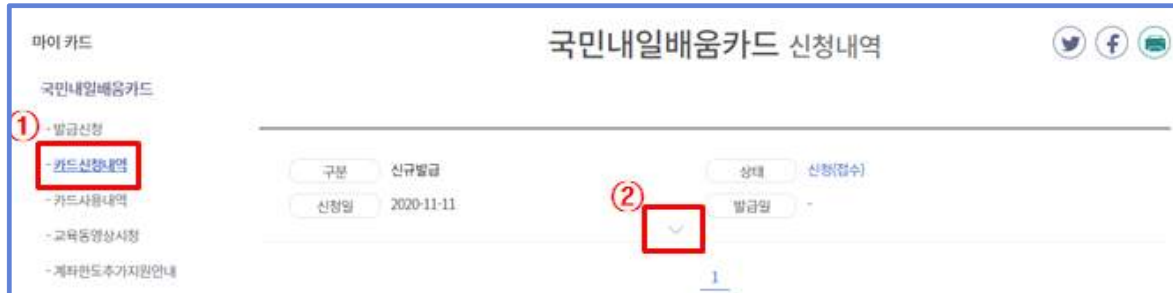 마이 카드
국민내일배움카드 신청내역
국민내일배움카드
①
- 발급신청
- 카드신청내역
- 카드사용내역
- 교육동영상시청
- 계좌한도추가지원안내
구분 신규발급 상태 신청(접수)
신청일 2020-11-11 발급일 -
②
1